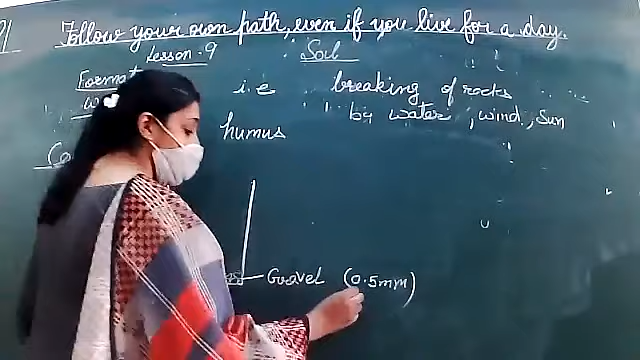 Follow your own path, even if you live for a day.
Lesson-9 Soil
Format
i.e breaking of rocks
by water, wind, Sun
humus
Gravel (0.5mm)